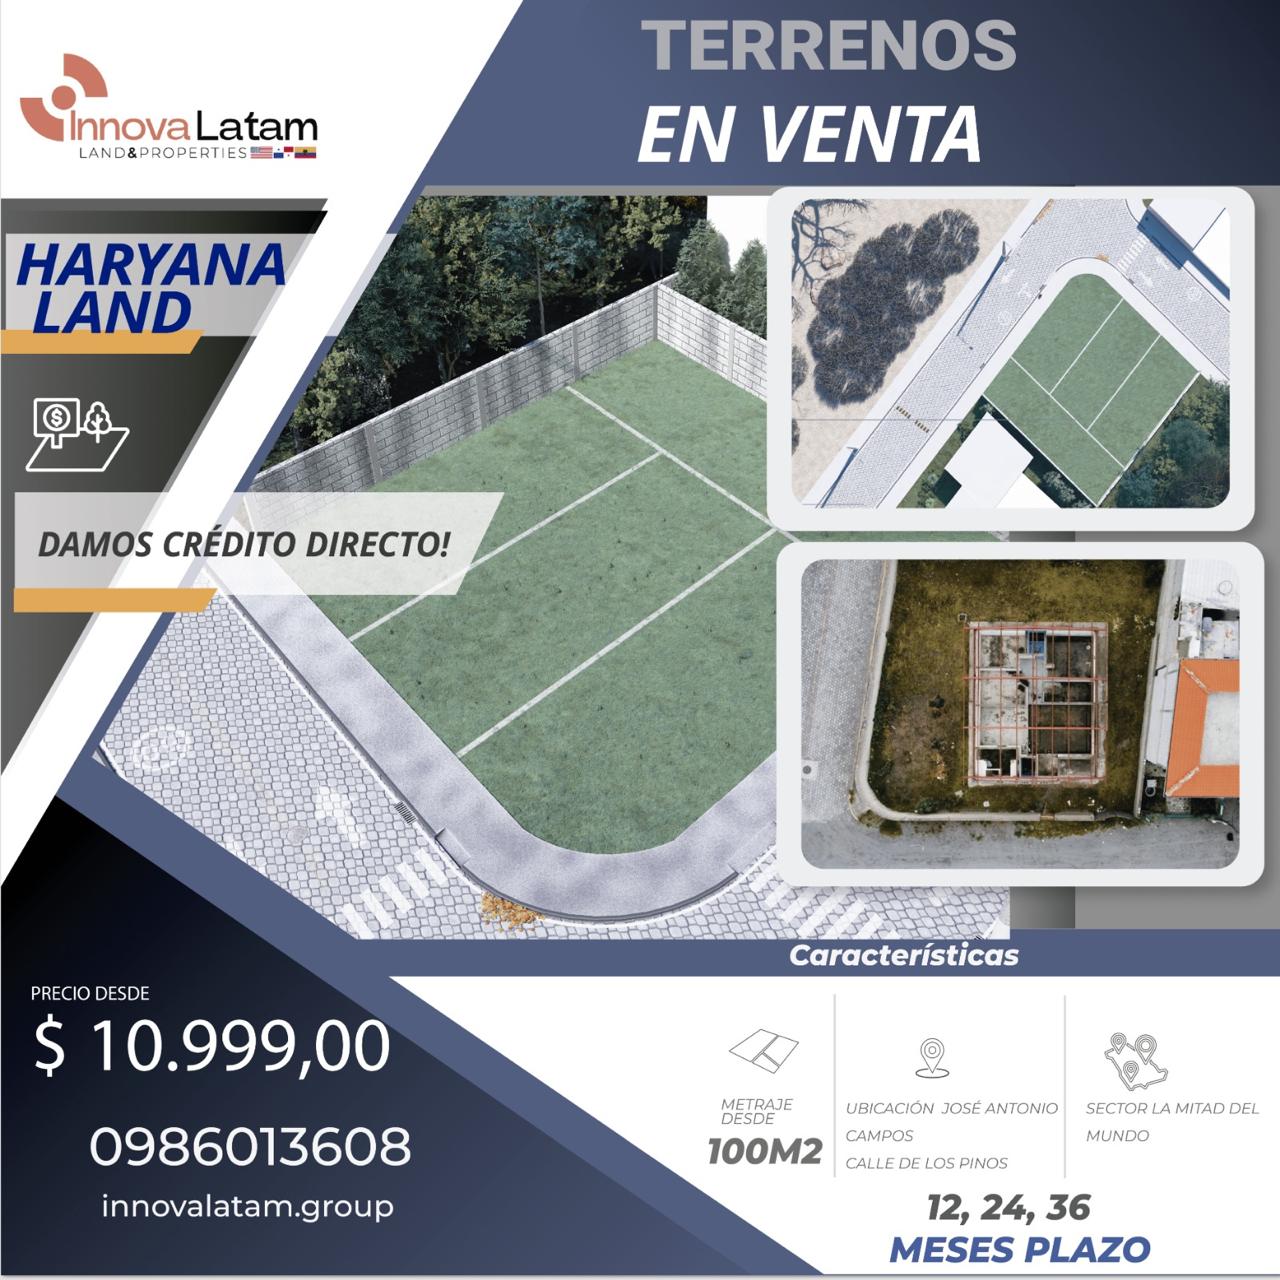 InnovaLatam
LAND&PROPERTIES
TERRENOS
EN VENTA
HARYANA
LAND
DAMOS CRÉDITO DIRECTO!
Características
PRECIO DESDE
$ 10.999,00
0986013608
innovalatam.group
METRAJE
DESDE
100M2
UBICACIÓN JOSÉ ANTONIO
CAMPOS
CALLE DE LOS PINOS
SECTOR LA MITAD DEL
MUNDO
12, 24, 36
MESES PLAZO